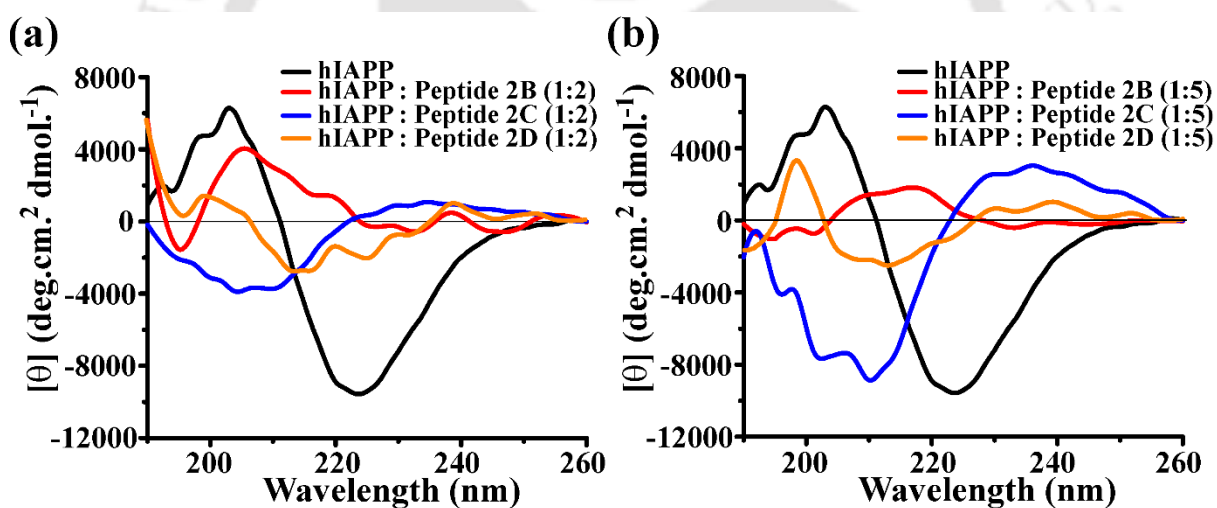 (a)
hIAPP
hIAPP : Peptide 2B (1:2)
hIAPP : Peptide 2C (1:2)
hIAPP : Peptide 2D (1:2)
[θ] (deg.cm.² dmol.⁻¹)
8000
4000
0
-4000
-8000
-12000
200
220
240
260
Wavelength (nm)
(b)
hIAPP
hIAPP : Peptide 2B (1:5)
hIAPP : Peptide 2C (1:5)
hIAPP : Peptide 2D (1:5)
[θ] (deg.cm.² dmol.⁻¹)
8000
4000
0
-4000
-8000
-12000
200
220
240
260
Wavelength (nm)